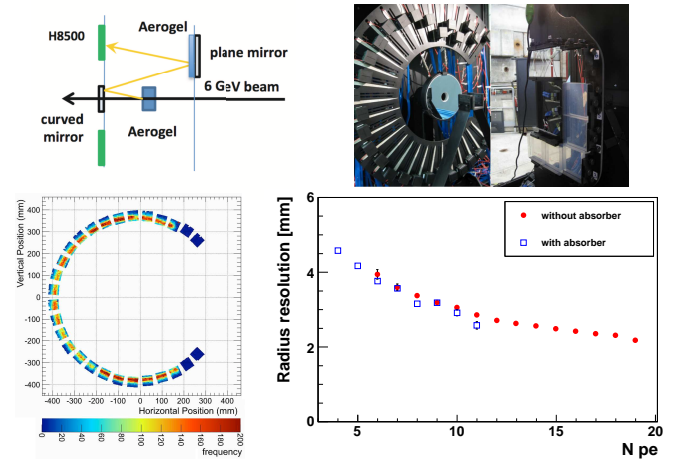 H8500
Aerogel
plane mirror
6 GeV beam
curved
mirror
Aerogel
Vertical Position (mm)
400
300
200
100
0
-100
-200
-300
-400
-400 -300 -200 -100 0 100 200 300 400
Horizontal Position (mm)
0 20 40 60 80 100 120 140 160 180 200
frequency
Radius resolution [mm]
6
4
2
0
without absorber
with absorber
5 10 15 20
N pe